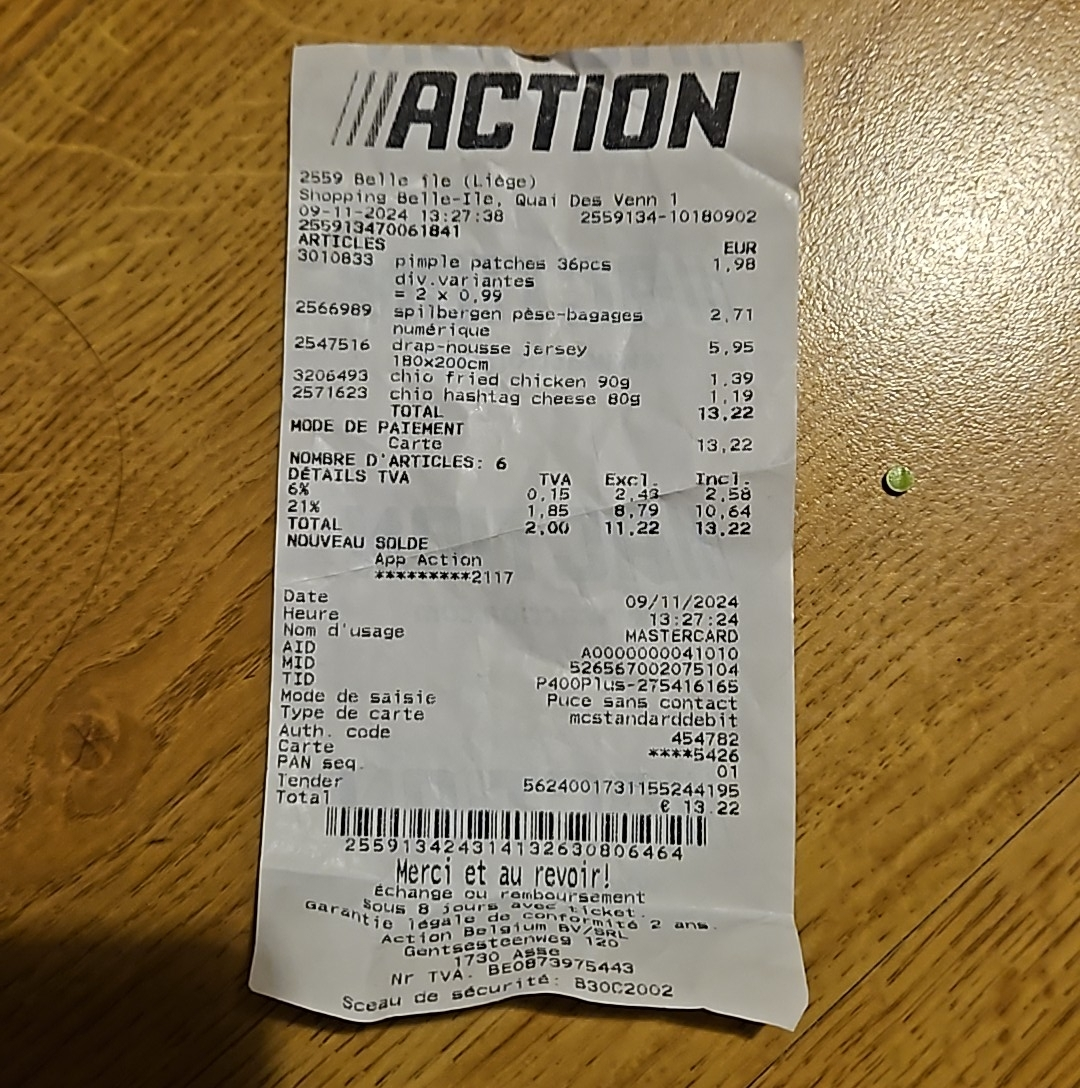 ///ACTION
2559 Belle île (Liège)
Shopping Belle-Ile, Quai Des Venn 1
09-11-2024 13:27:38 2559134-10180902
255913470061841
ARTICLES EUR
3010833 pimple patches 36pcs 1,98
div.variantes
= 2 x 0,99
2566989 spilbergen pèse-bagages 2,71
numérique
2547516 drap-housse jersey 5,95
180x200cm
3206493 chio fried chicken 90g 1,39
2571623 chio hashtag cheese 80g 1,19
TOTAL 13,22
MODE DE PAIEMENT
Carte 13,22
NOMBRE D'ARTICLES: 6
DÉTAILS TVA TVA Excl. Incl.
6% 0,15 2,43 2,58
21% 1,85 8,79 10,64
TOTAL 2,00 11,22 13,22
NOUVEAU SOLDE
App Action
*********2117
Date 09/11/2024
Heure 13:27:24
Nom d'usage MASTERCARD
AID A0000000041010
MID 526567002075104
TID P400Plus-275416165
Mode de saisie Puce sans contact
Type de carte mcstandarddebit
Auth. code 454782
Carte ****5426
PAN seq. 01
Tender 5624001731155244195
Total € 13.22
255913424314132630806464
Merci et au revoir!
Échange ou remboursement
Sous 8 jours avec ticket.
Garantie légale de conformité 2 ans.
Action Belgium BV/SRL
Gentsesteenweg 120
1730 Asse
Nr TVA. BE0873975443
Sceau de sécurité: B30C2002